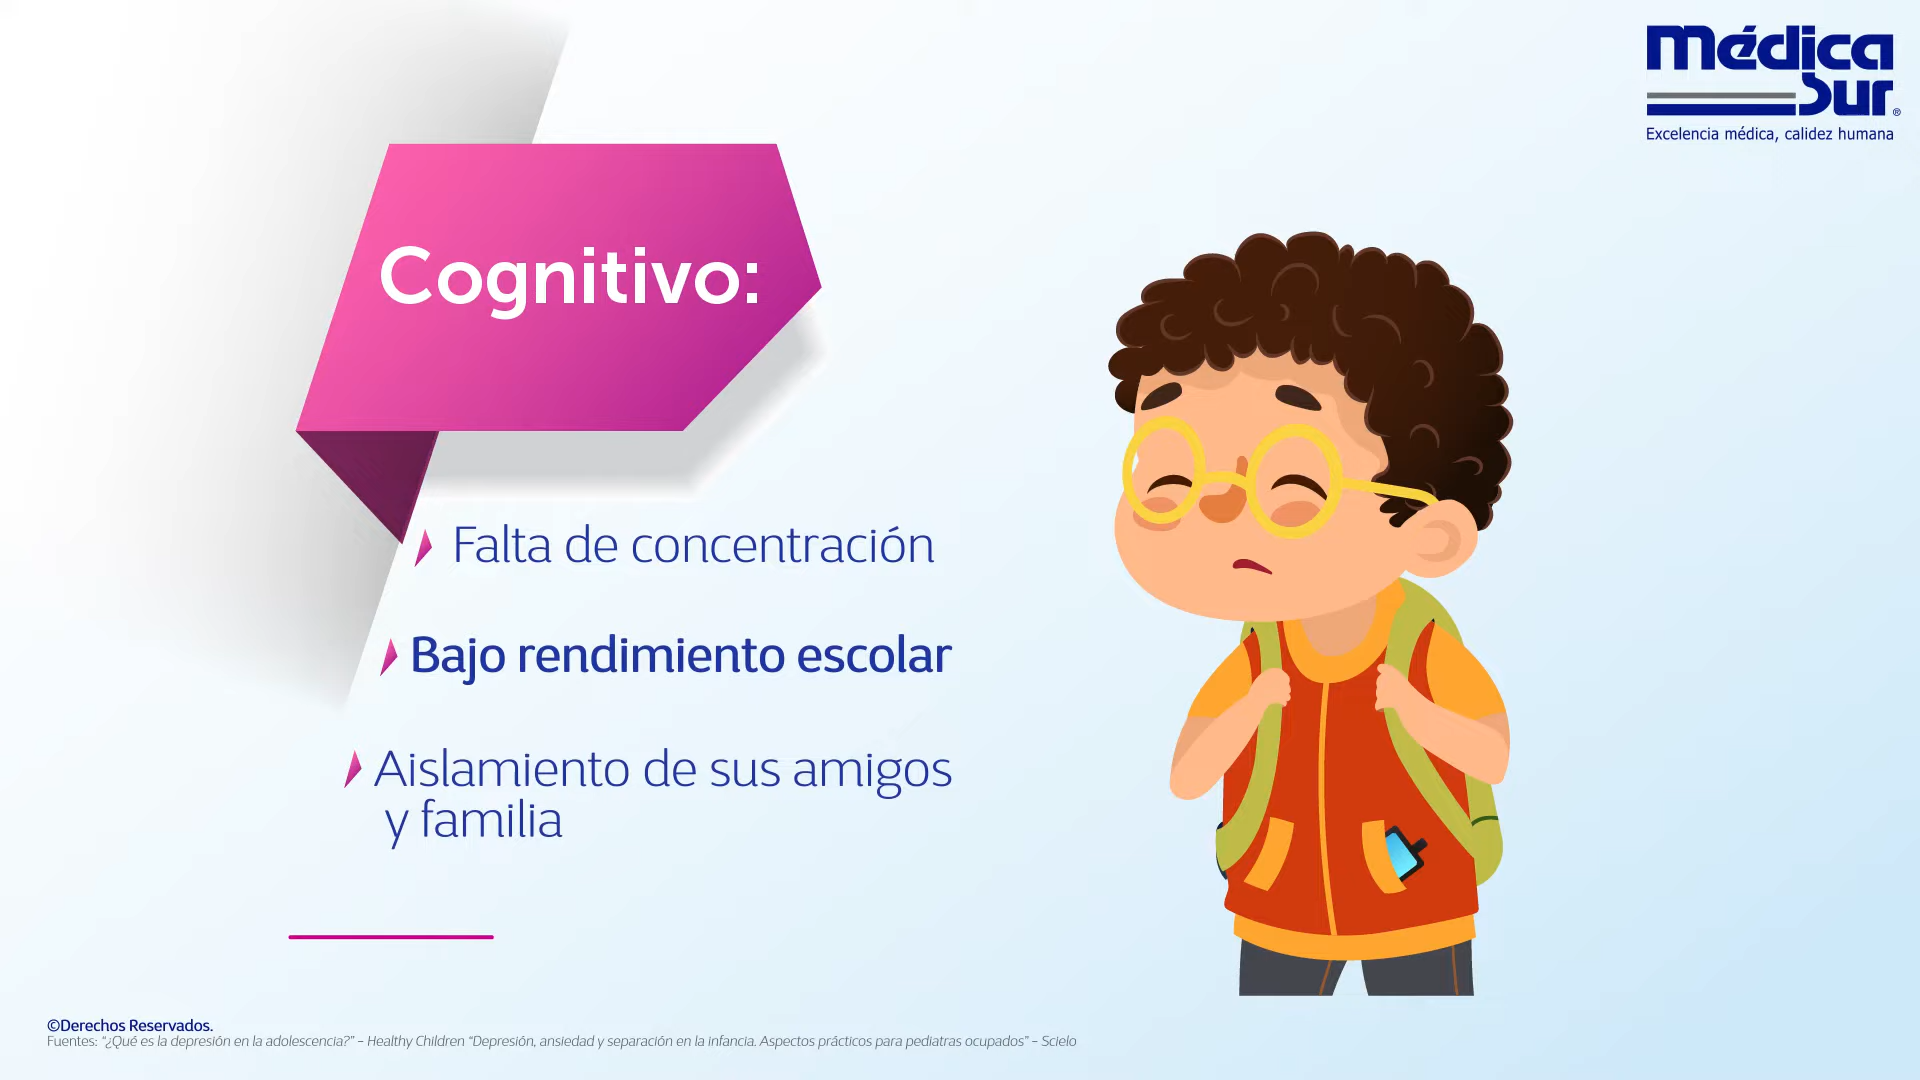 Médica
Sur®
Excelencia médica, calidez humana
Cognitivo:
Falta de concentración
Bajo rendimiento escolar
Aislamiento de sus amigos
y familia
©Derechos Reservados.
Fuentes: “¿Qué es la depresión en la adolescencia?” – Healthy Children “Depresión, ansiedad y separación en la infancia. Aspectos prácticos para pediatras ocupados” – Scielo